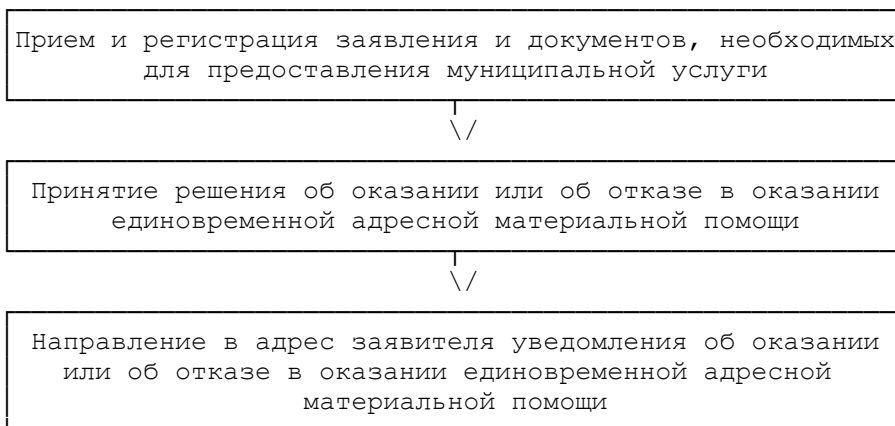 Прием и регистрация заявления и документов, необходимых
для предоставления муниципальной услуги
\/
Принятие решения об оказании или об отказе в оказании
единовременной адресной материальной помощи
\/
Направление в адрес заявителя уведомления об оказании
или об отказе в оказании единовременной адресной
материальной помощи